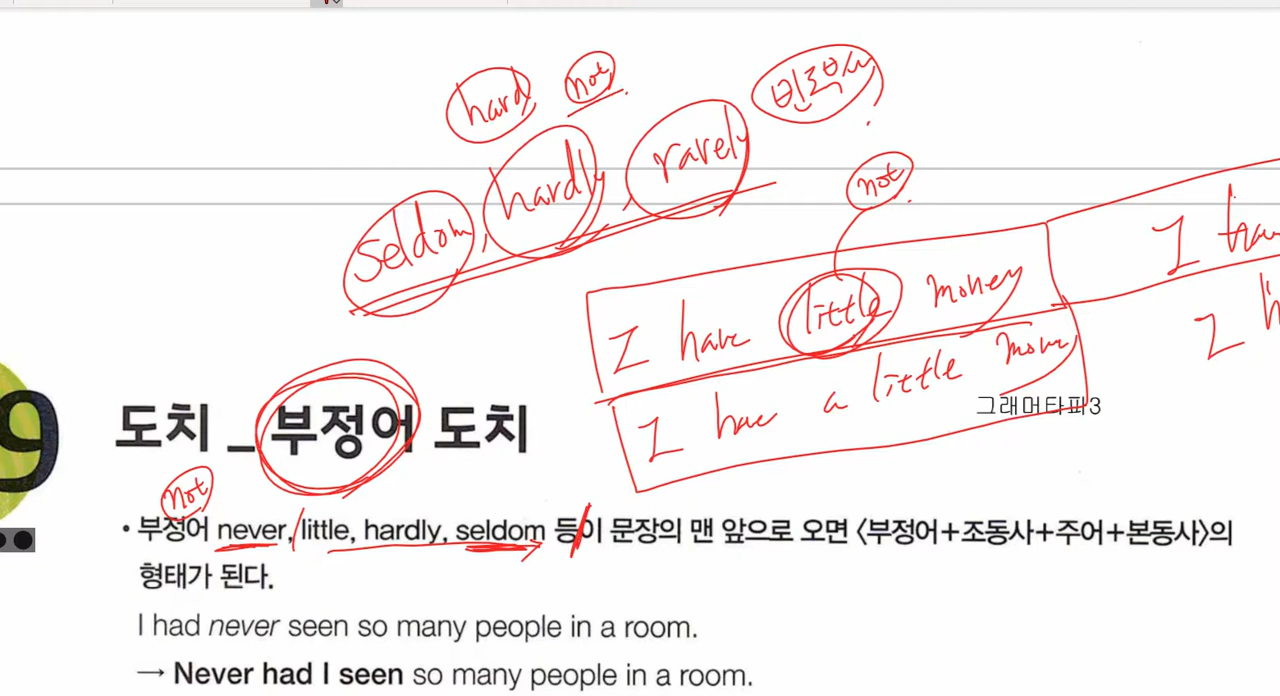 hard not 빈도부사
seldom, hardly, rarely
not
I have little money
I have a little money
I
I
그래머타파3
9 도치 _ 부정어 도치
not
• 부정어 never, little, hardly, seldom 등이 문장의 맨 앞으로 오면 〈부정어+조동사+주어+본동사〉의
형태가 된다.
I had never seen so many people in a room.
→ Never had I seen so many people in a room.